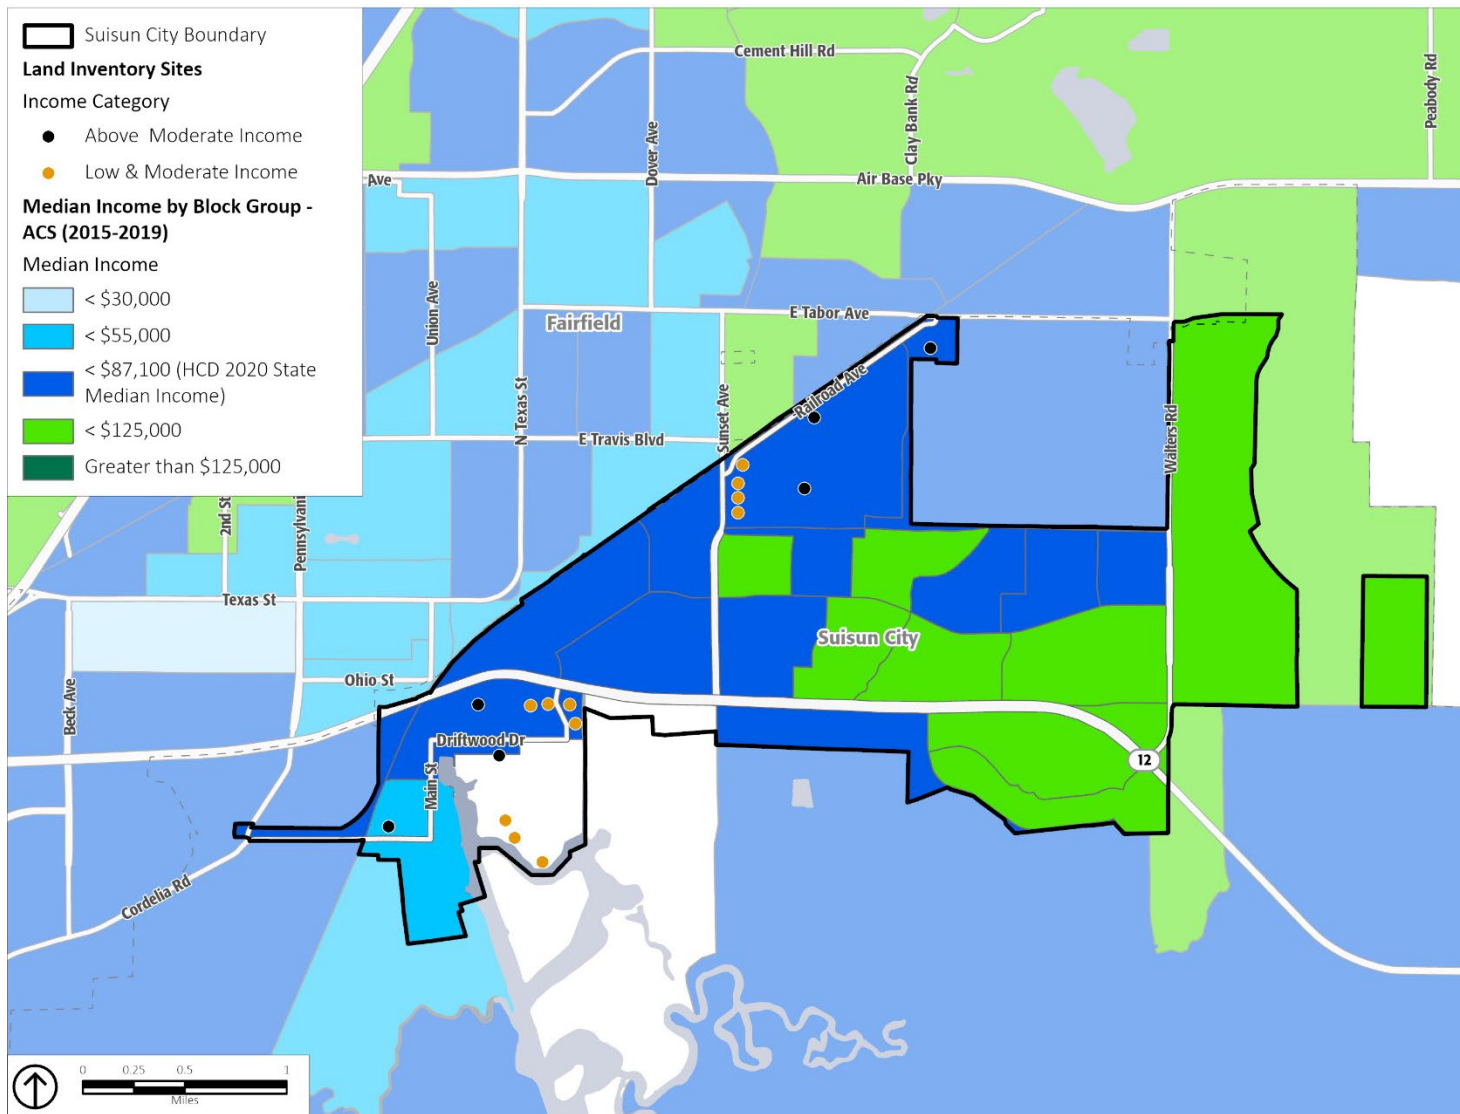 Suisun City Boundary
Land Inventory Sites
Income Category
Above Moderate Income
Low & Moderate Income
Median Income by Block Group -
ACS (2015-2019)
Median Income
< $30,000
< $55,000
< $87,100 (HCD 2020 State
Median Income)
< $125,000
Greater than $125,000
Cement Hill Rd
Clay Bank Rd
Peabody Rd
Dover Ave
Ave
Air Base Pky
Union Ave
Fairfield
E Tabor Ave
N Texas St
Sunset Ave
Railroad Ave
Walters Rd
E Travis Blvd
2nd St
Pennsylvani
Texas St
Suisun City
Ohio St
Beck Ave
Driftwood Dr
Main St
12
Cordelia Rd
0 0.25 0.5 1
Miles